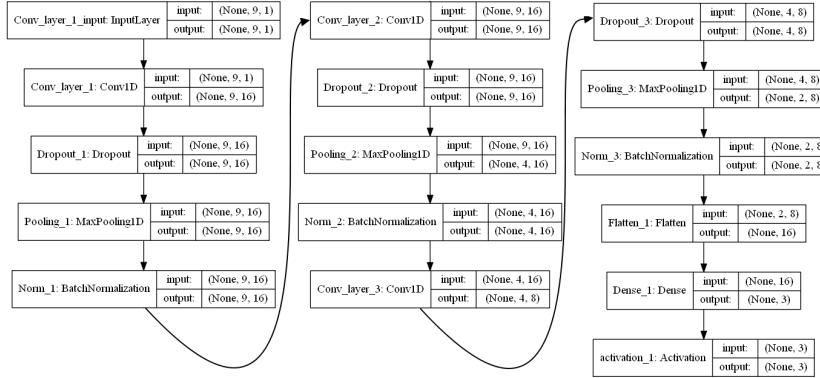 Conv_layer_1_input: InputLayer input: (None, 9, 1)
output: (None, 9, 1)
Conv_layer_1: Conv1D input: (None, 9, 1)
output: (None, 9, 16)
Dropout_1: Dropout input: (None, 9, 16)
output: (None, 9, 16)
Pooling_1: MaxPooling1D input: (None, 9, 16)
output: (None, 9, 16)
Norm_1: BatchNormalization input: (None, 9, 16)
output: (None, 9, 16)
Conv_layer_2: Conv1D input: (None, 9, 16)
output: (None, 9, 16)
Dropout_2: Dropout input: (None, 9, 16)
output: (None, 9, 16)
Pooling_2: MaxPooling1D input: (None, 9, 16)
output: (None, 4, 16)
Norm_2: BatchNormalization input: (None, 4, 16)
output: (None, 4, 16)
Conv_layer_3: Conv1D input: (None, 4, 16)
output: (None, 4, 8)
Dropout_3: Dropout input: (None, 4, 8)
output: (None, 4, 8)
Pooling_3: MaxPooling1D input: (None, 4, 8)
output: (None, 2, 8)
Norm_3: BatchNormalization input: (None, 2, 8
output: (None, 2, 8
Flatten_1: Flatten input: (None, 2, 8)
output: (None, 16)
Dense_1: Dense input: (None, 16)
output: (None, 3)
activation_1: Activation input: (None, 3)
output: (None, 3)